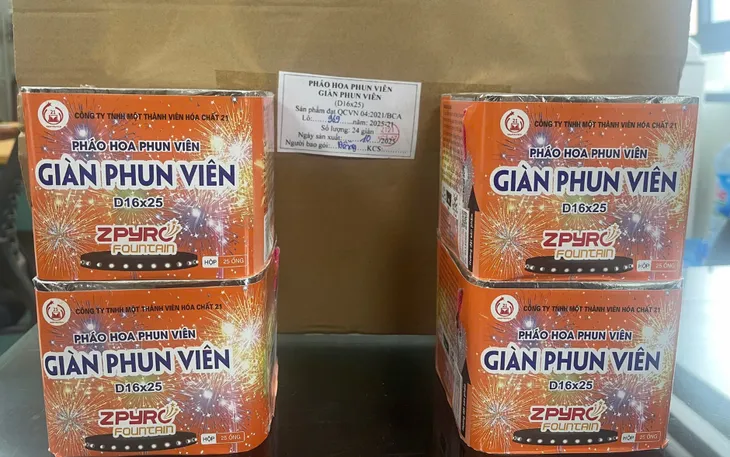 PHÁO HOA PHUN VIÊN
GIÀN PHUN VIÊN
(D16x25)
Sản phẩm đạt QCVN 04:2021/BCA
Lô: 969 năm: 2025-21
Số lượng: 24 giàn
Ngày sản xuất: 10 /2025
Người bao gói: KCS
21
CÔNG TY TNHH MỘT THÀNH VIÊN HÓA CHẤT 21
PHÁO HOA PHUN VIÊN
GIÀN PHUN VIÊN
D16x25
ZPYRO
FOUNTAIN
HỘP 25 ỐNG
21
CÔNG TY TNHH MỘT THÀNH VIÊN HÓA CHẤT 21
PHÁO HOA PHUN VIÊN
GIÀN PHUN VIÊN
D16x25
ZPYRO
FOUNTAIN
HỘP 25 ỐNG
CÔNG TY TNHH MỘT THÀNH VIÊN HÓA CHẤT 21
PHÁO HOA PHUN VIÊN
GIÀN PHUN VIÊN
D16x25
ZPYRO
FOUNTAIN
HỘP 25 ỐNG
CÔNG TY TNHH MỘT THÀNH VIÊN HÓA CHẤT 21
PHÁO HOA PHUN VIÊN
GIÀN PHUN VIÊN
D16x25
ZPYRO
FOUNTAIN
HỘP 25 ỐNG